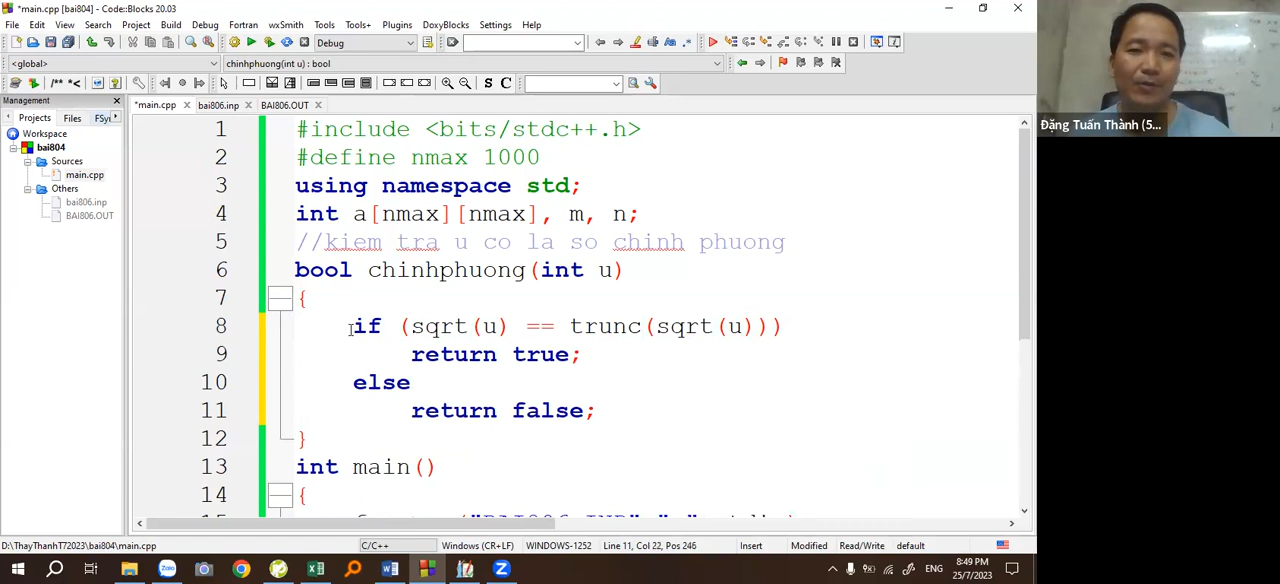 *main.cpp [bai804] - Code::Blocks 20.03
File Edit View Search Project Build Debug Fortran wxSmith Tools Tools+ Plugins DoxyBlocks Settings Help
Debug
<global> chinhphuong(int u) : bool
/** *< S C
Management
Projects Files FSy
*main.cpp bai806.inp BAI806.OUT
Workspace
bai804
Sources
main.cpp
Others
bai806.inp
BAI806.OUT
1 #include <bits/stdc++.h>
2 #define nmax 1000
3 using namespace std;
4 int a[nmax][nmax], m, n;
5 //kiem tra u co la so chinh phuong
6 bool chinhphuong(int u)
7 {
8 if (sqrt(u) == trunc(sqrt(u)))
9 return true;
10 else
11 return false;
12 }
13 int main()
14 {
Đặng Tuấn Thành (5...
D:\ThayThanhT72023\bai804\main.cpp C/C++ Windows (CR+LF) WINDOWS-1252 Line 11, Col 22, Pos 246 Insert Modified Read/Write default
Zalo ENG 8:49 PM
25/7/2023